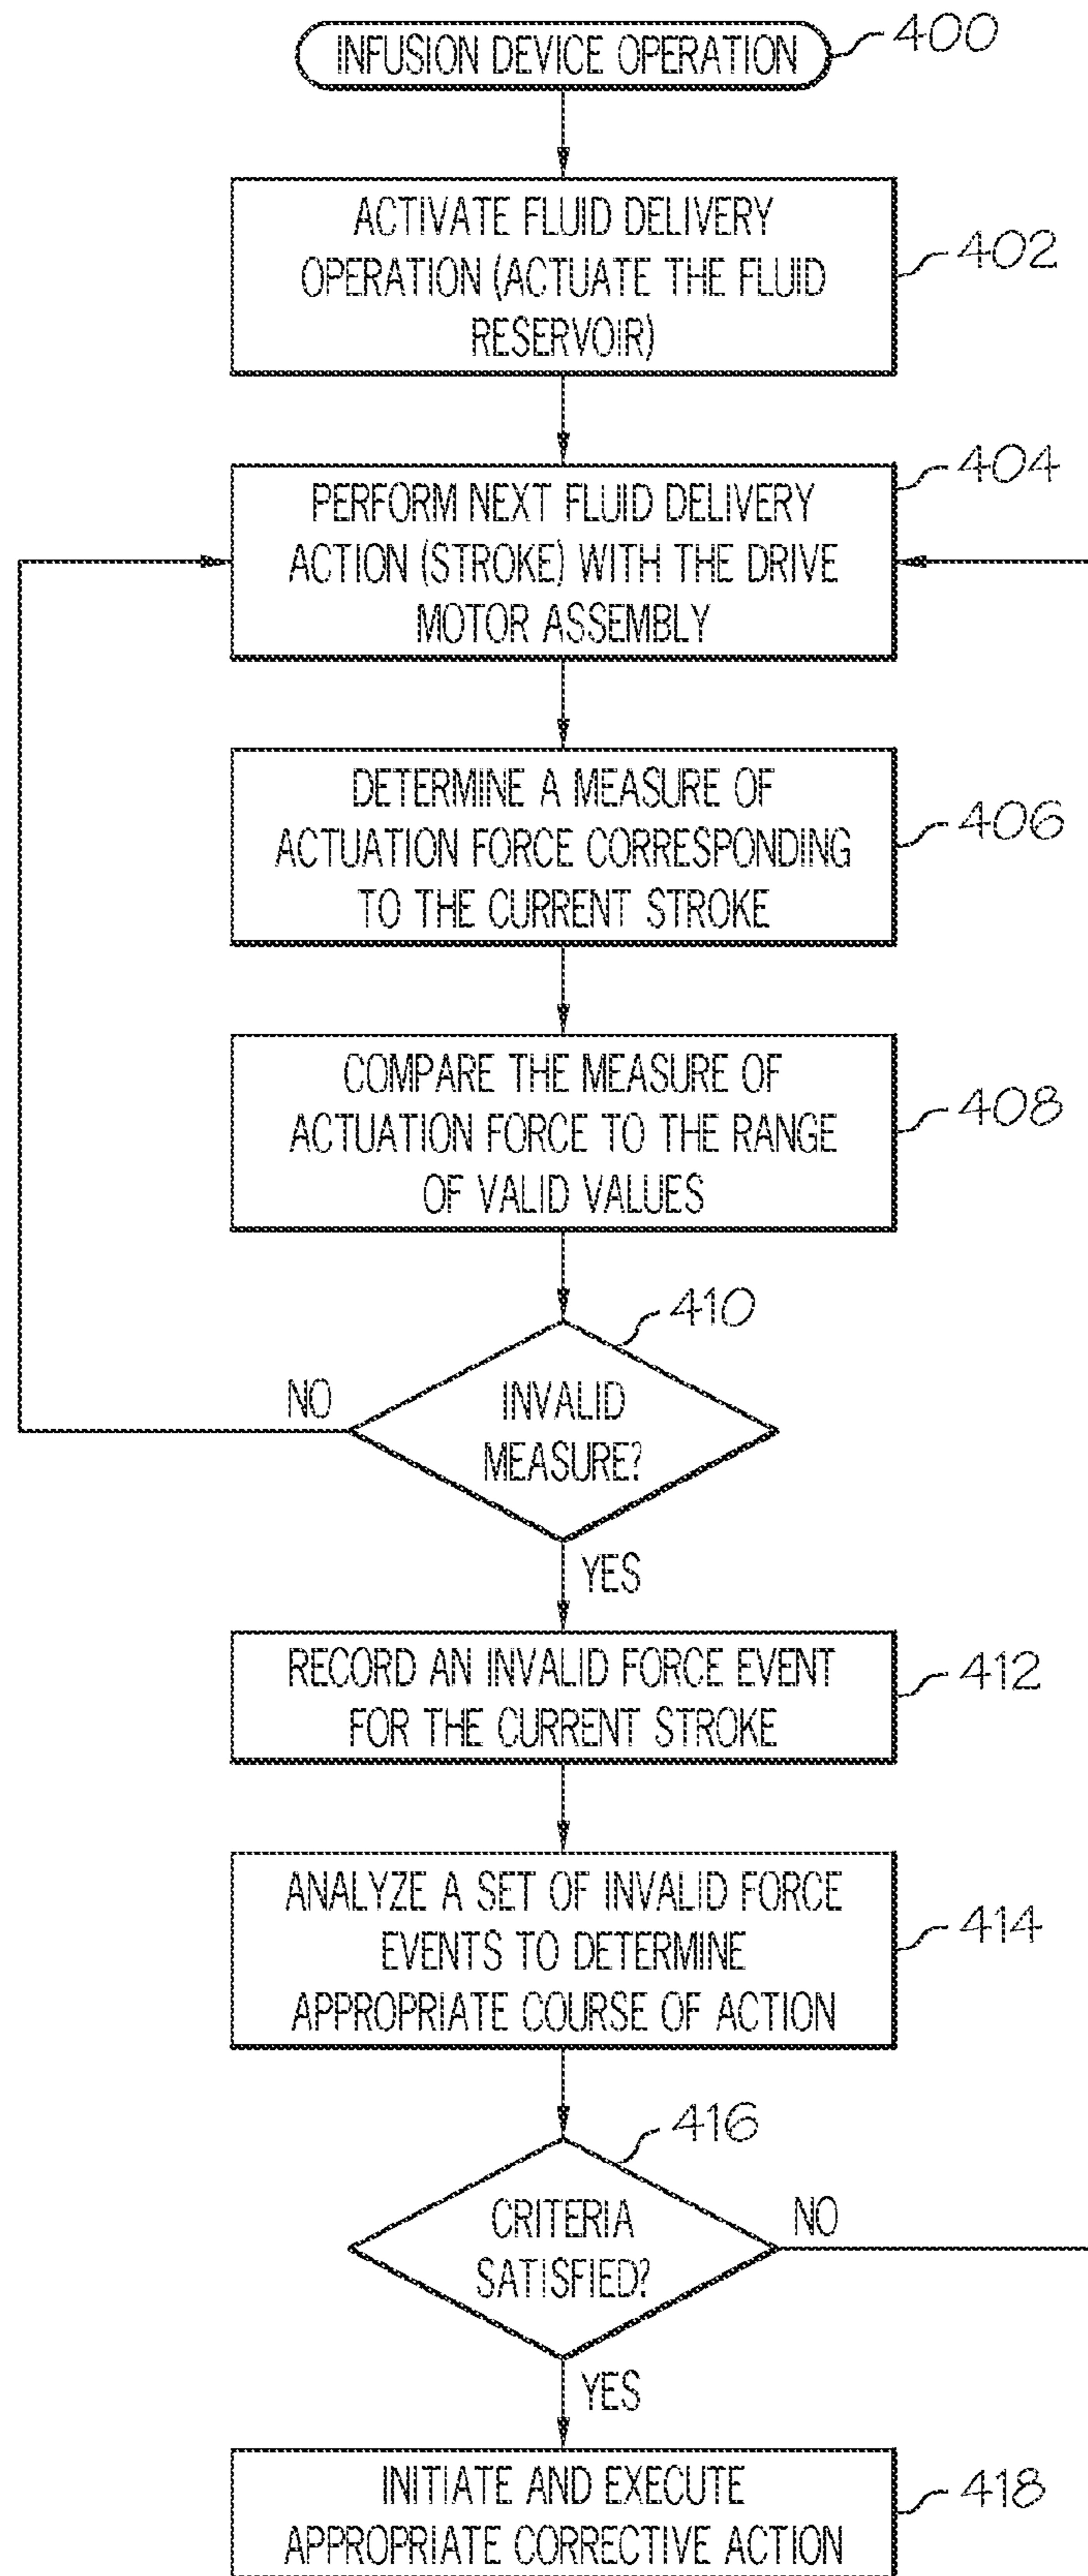 INFUSION DEVICE OPERATION
400
ACTIVATE FLUID DELIVERY
OPERATION (ACTUATE THE FLUID
RESERVOIR)
402
PERFORM NEXT FLUID DELIVERY
ACTION (STROKE) WITH THE DRIVE
MOTOR ASSEMBLY
404
DETERMINE A MEASURE OF
ACTUATION FORCE CORRESPONDING
TO THE CURRENT STROKE
406
COMPARE THE MEASURE OF
ACTUATION FORCE TO THE RANGE
OF VALID VALUES
408
410
INVALID
MEASURE?
NO
YES
RECORD AN INVALID FORCE EVENT
FOR THE CURRENT STROKE
412
ANALYZE A SET OF INVALID FORCE
EVENTS TO DETERMINE
APPROPRIATE COURSE OF ACTION
414
416
CRITERIA
SATISFIED?
NO
YES
INITIATE AND EXECUTE
APPROPRIATE CORRECTIVE ACTION
418